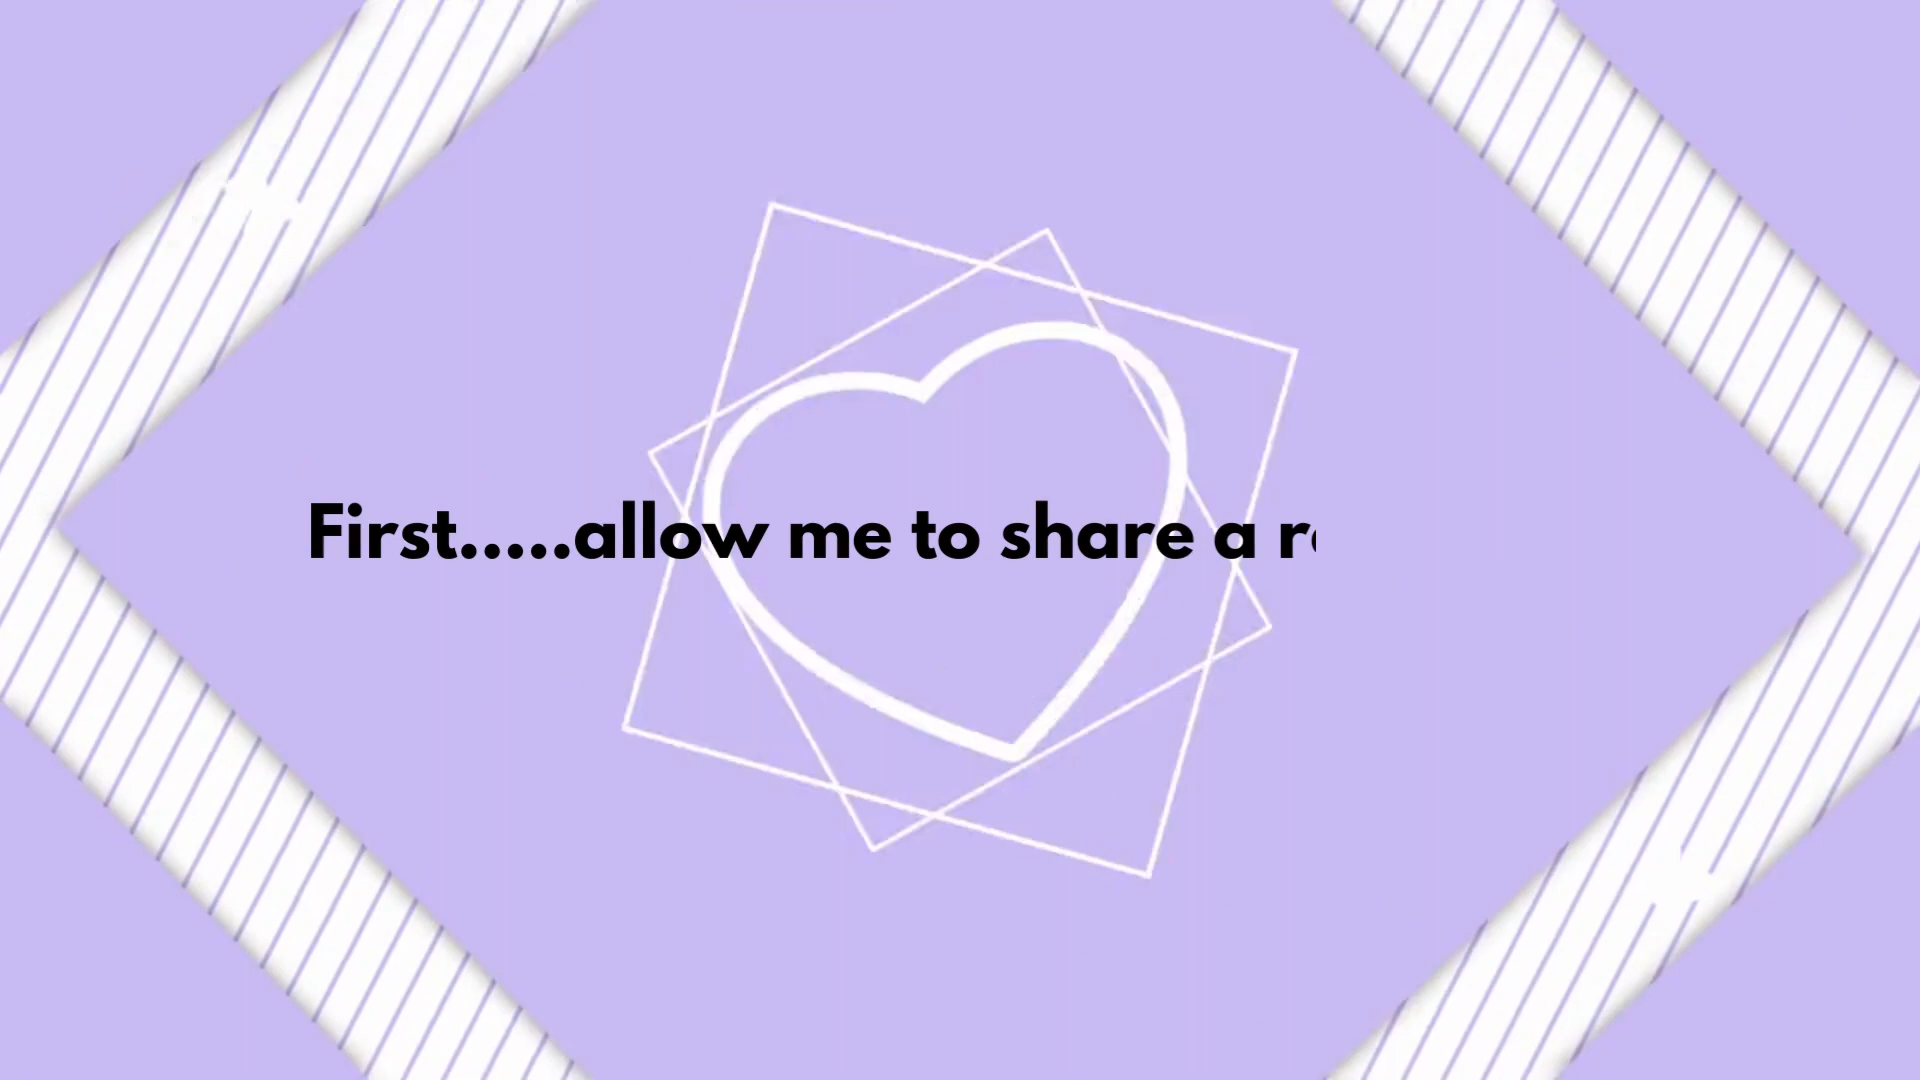 First.....allow me to share a